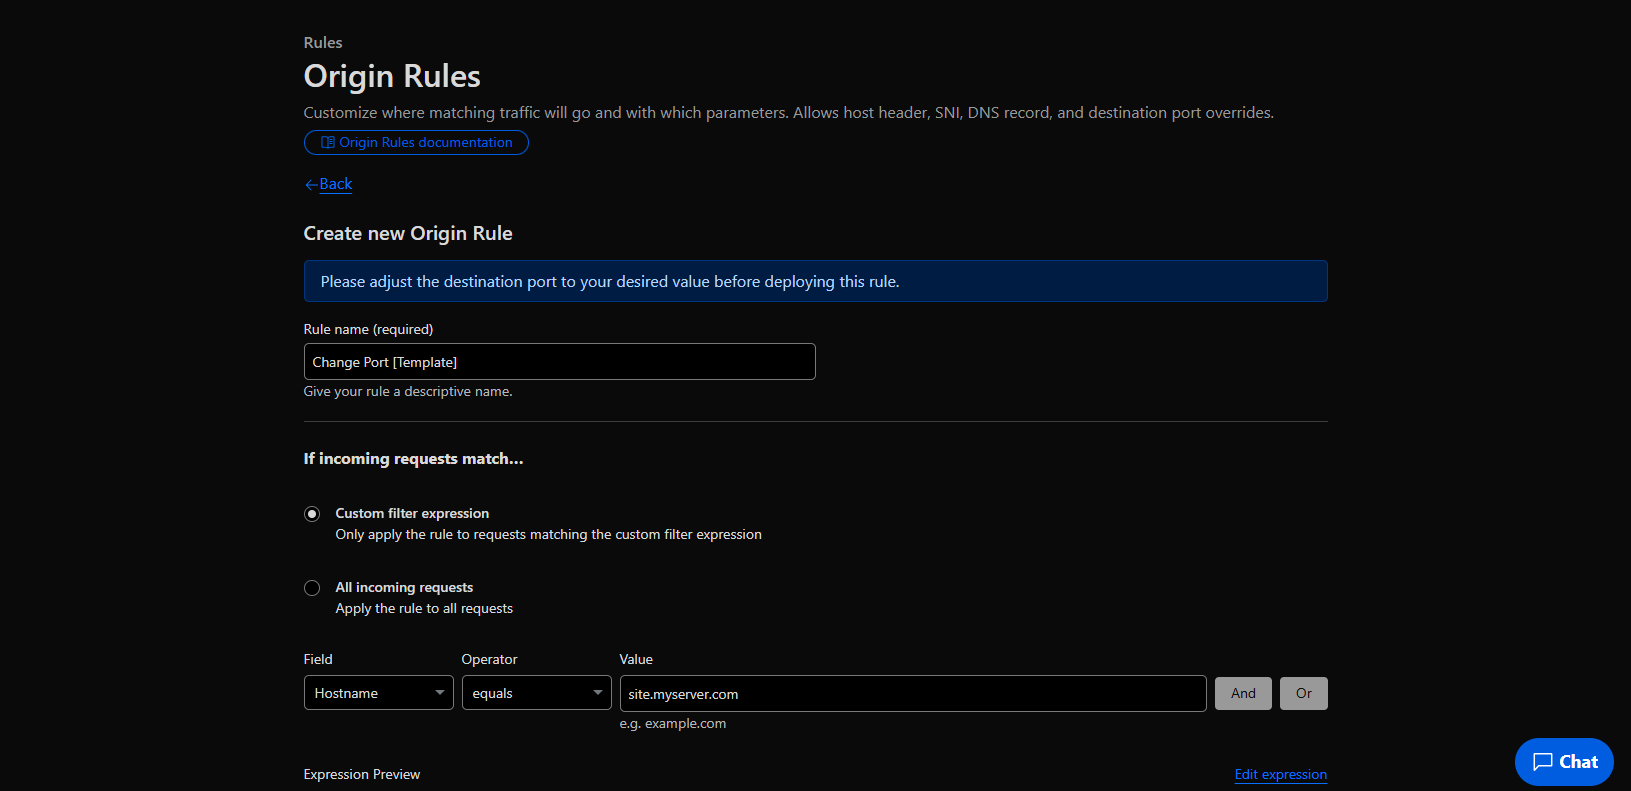 Rules
Origin Rules
Customize where matching traffic will go and with which parameters. Allows host header, SNI, DNS record, and destination port overrides.
Origin Rules documentation
←Back
Create new Origin Rule
Please adjust the destination port to your desired value before deploying this rule.
Rule name (required)
Change Port [Template]
Give your rule a descriptive name.
If incoming requests match...
Custom filter expression
Only apply the rule to requests matching the custom filter expression
All incoming requests
Apply the rule to all requests
Field Operator Value
Hostname equals site.myserver.com And Or
e.g. example.com
Expression Preview Edit expression
Chat